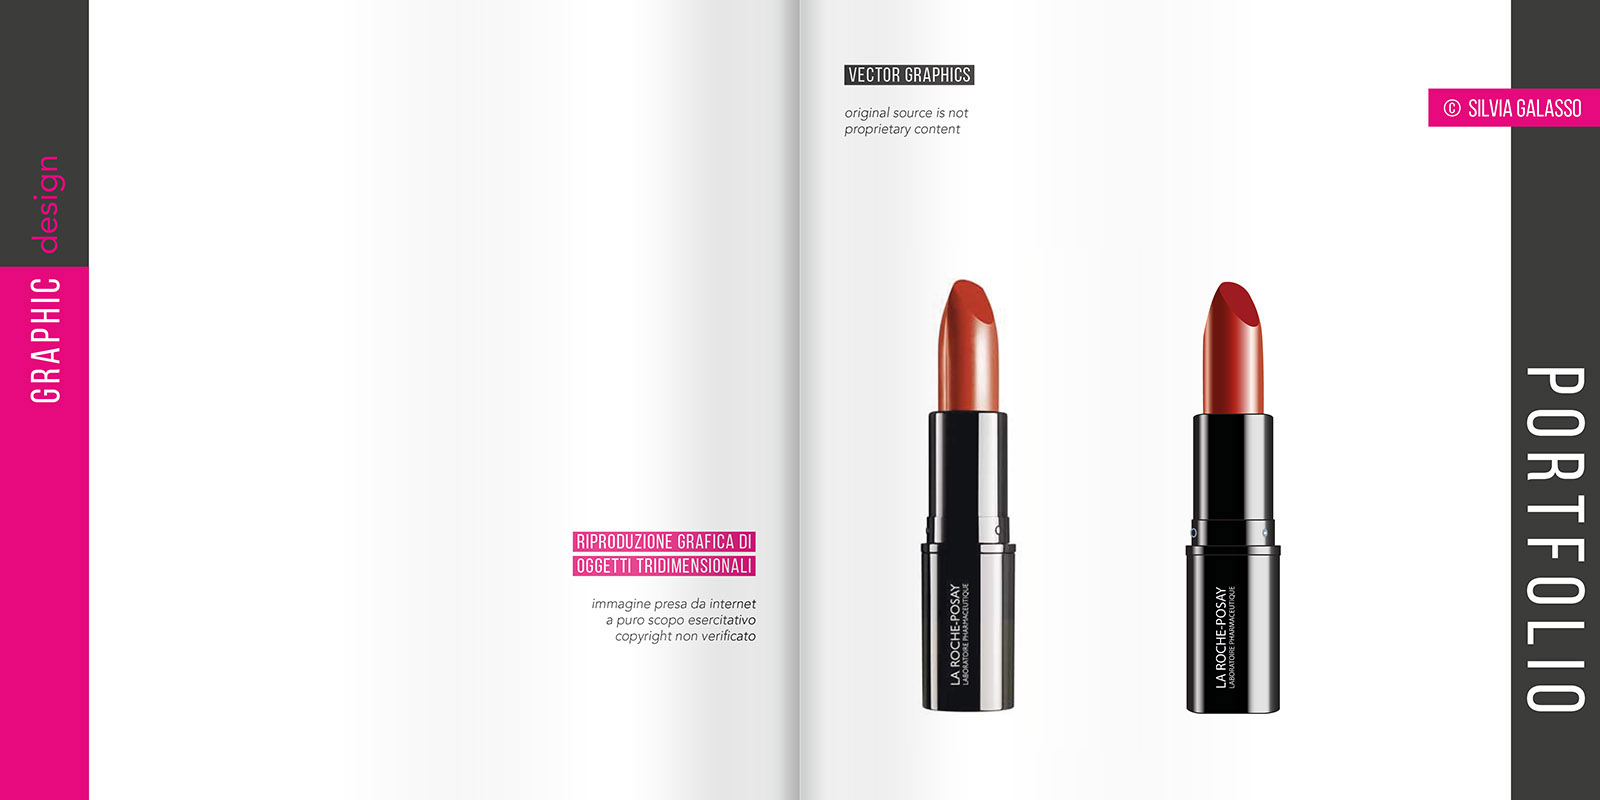 GRAPHIC design
RIPRODUZIONE GRAFICA DI
OGGETTI TRIDIMENSIONALI
immagine presa da internet
a puro scopo esercitativo
copyright non verificato
VECTOR GRAPHICS
original source is not
proprietary content
LA ROCHE-POSAY
LABORATOIRE PHARMACEUTIQUE
LA ROCHE-POSAY
LABORATOIRE PHARMACEUTIQUE
© SILVIA GALASSO
PORTFOLIO